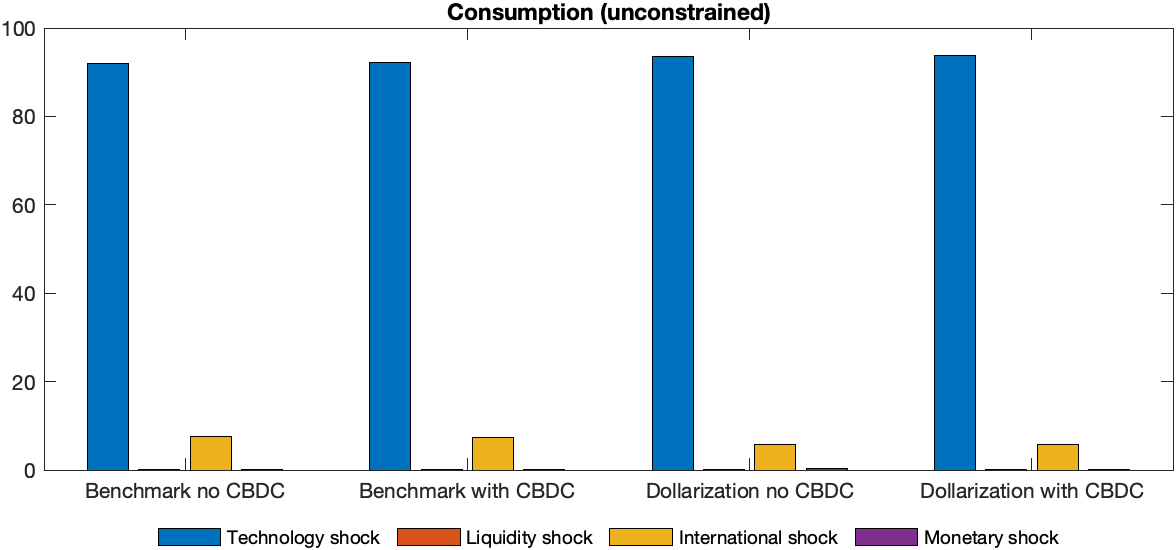 Consumption (unconstrained)
100
80
60
40
20
0
Benchmark no CBDC Benchmark with CBDC Dollarization no CBDC Dollarization with CBDC
Technology shock Liquidity shock International shock Monetary shock